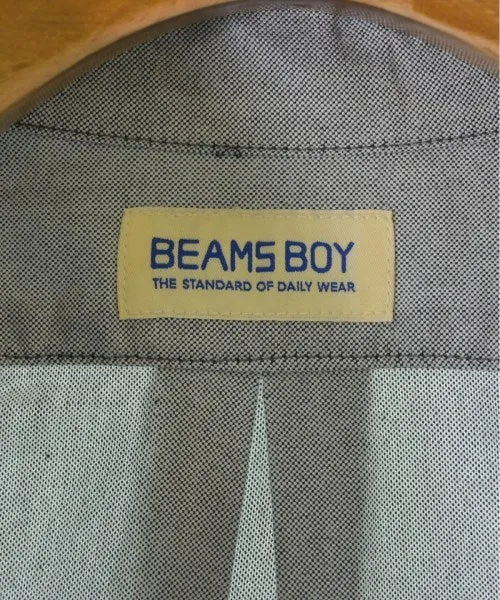 BEAMS BOY
THE STANDARD OF DAILY WEAR